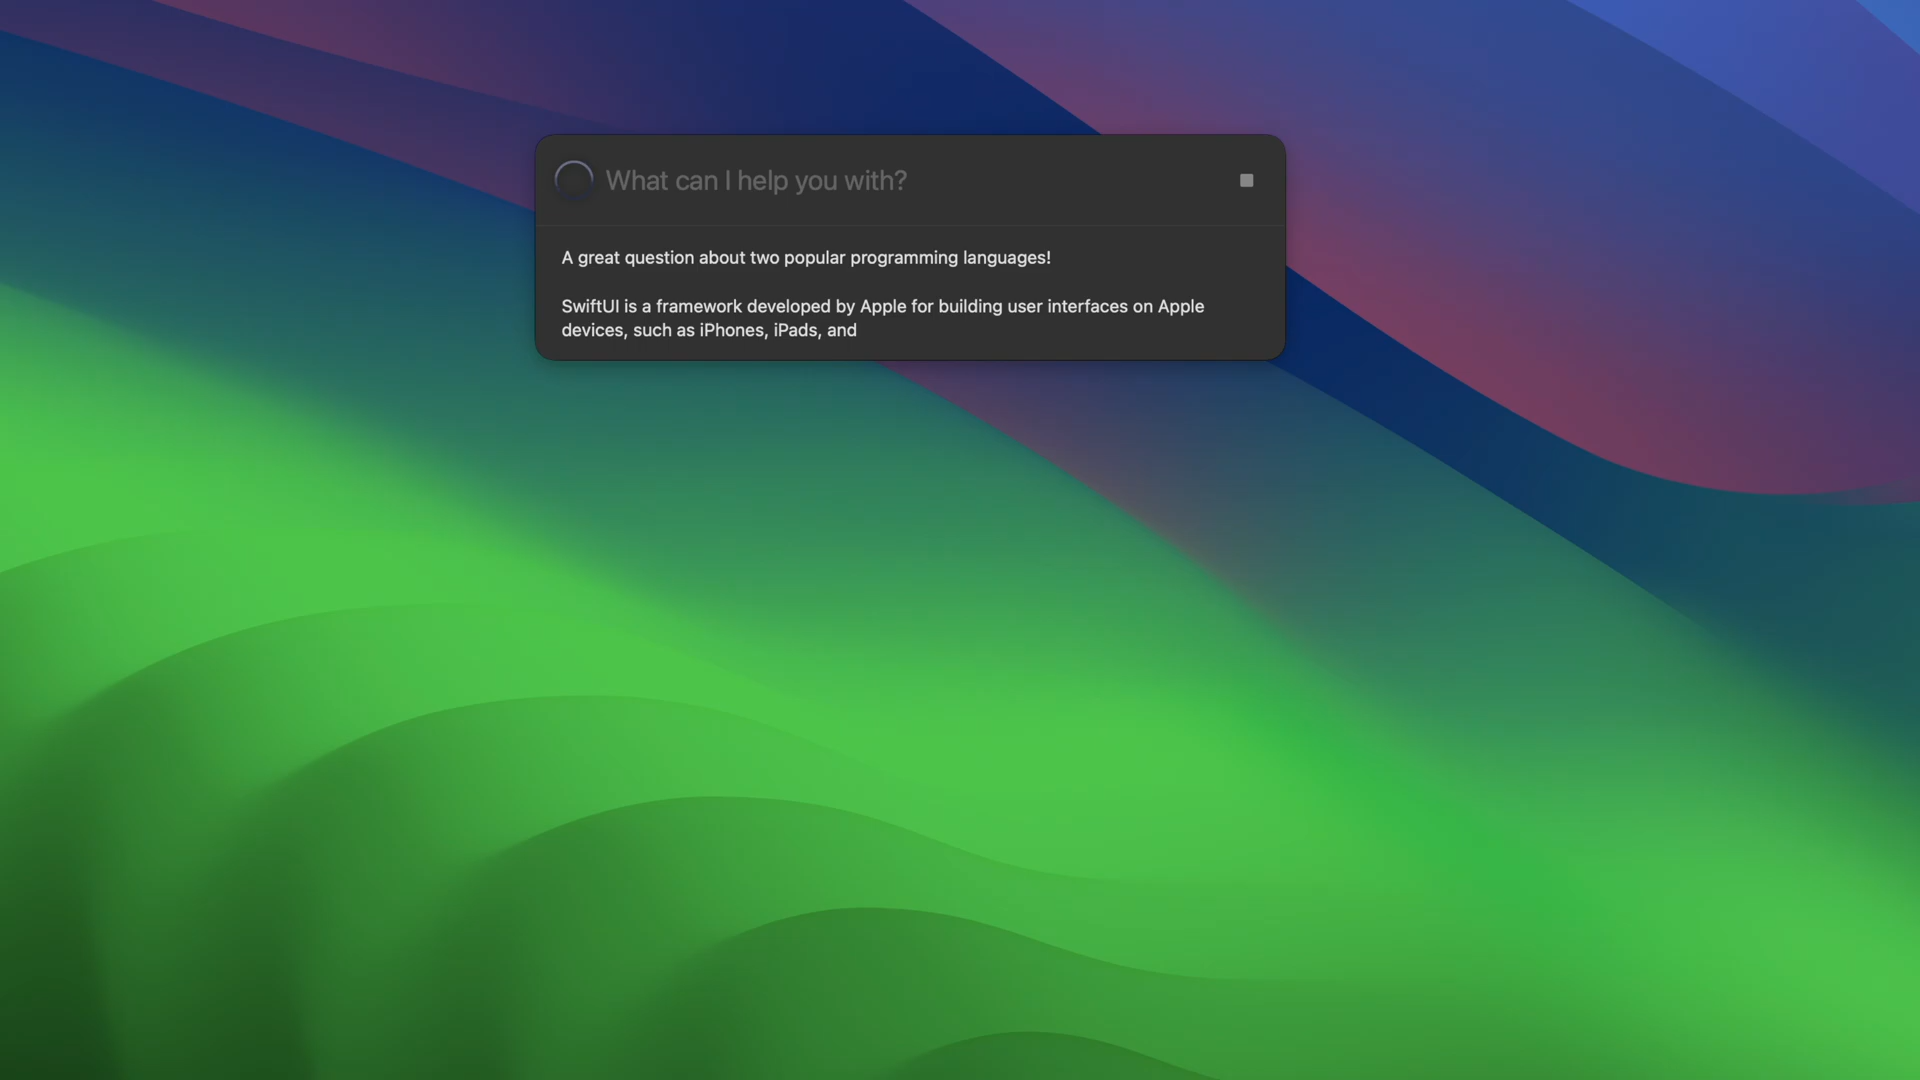 What can I help you with?
A great question about two popular programming languages!
SwiftUI is a framework developed by Apple for building user interfaces on Apple
devices, such as iPhones, iPads, and